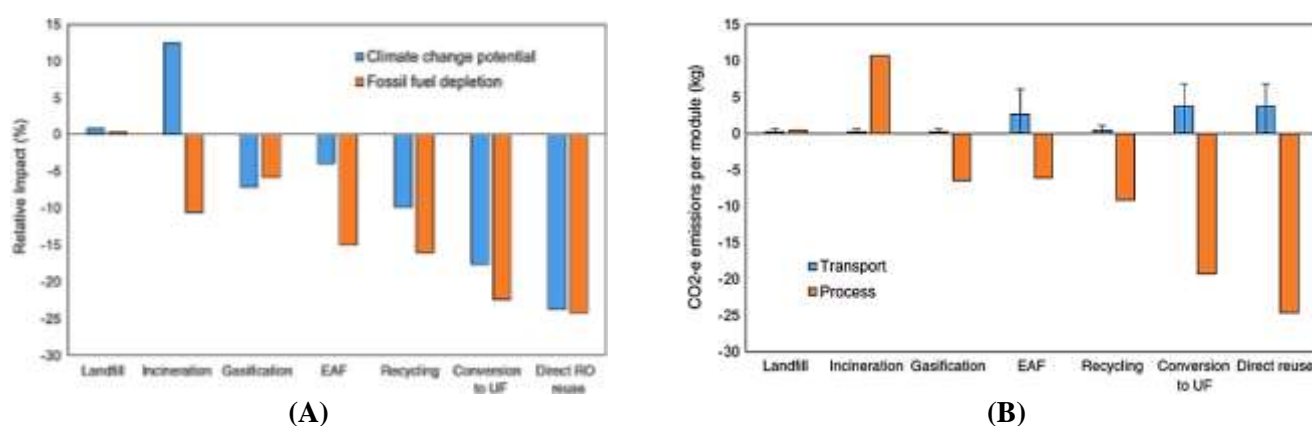 15
10
5
0
-5
-10
-15
-20
-25
-30
Relative Impact (%)
Climate change potential
Fossil fuel depletion
Landfill Incineration Gasification EAF Recycling Conversion to UF Direct RO reuse
(A)
15
10
5
0
-5
-10
-15
-20
-25
-30
CO2-e emissions per module (kg)
Transport
Process
Landfill Incineration Gasification EAF Recycling Conversion to UF Direct reuse
(B)